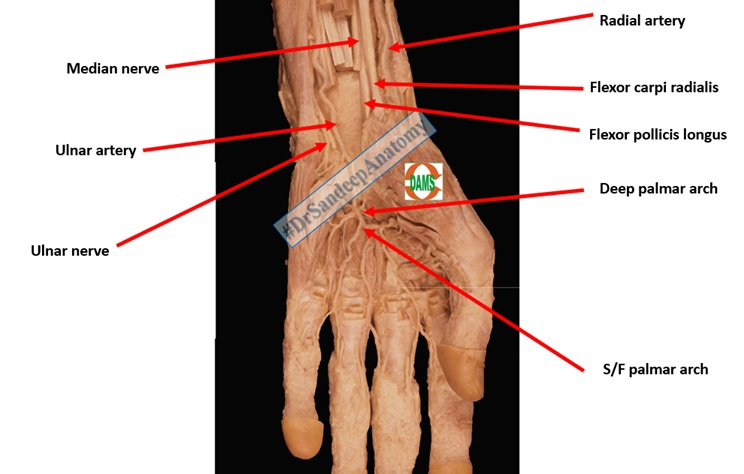 Radial artery
Median nerve
Flexor carpi radialis
Flexor pollicis longus
Ulnar artery
#DrSandeepAnatomy
DAMS
Deep palmar arch
Ulnar nerve
S/F palmar arch